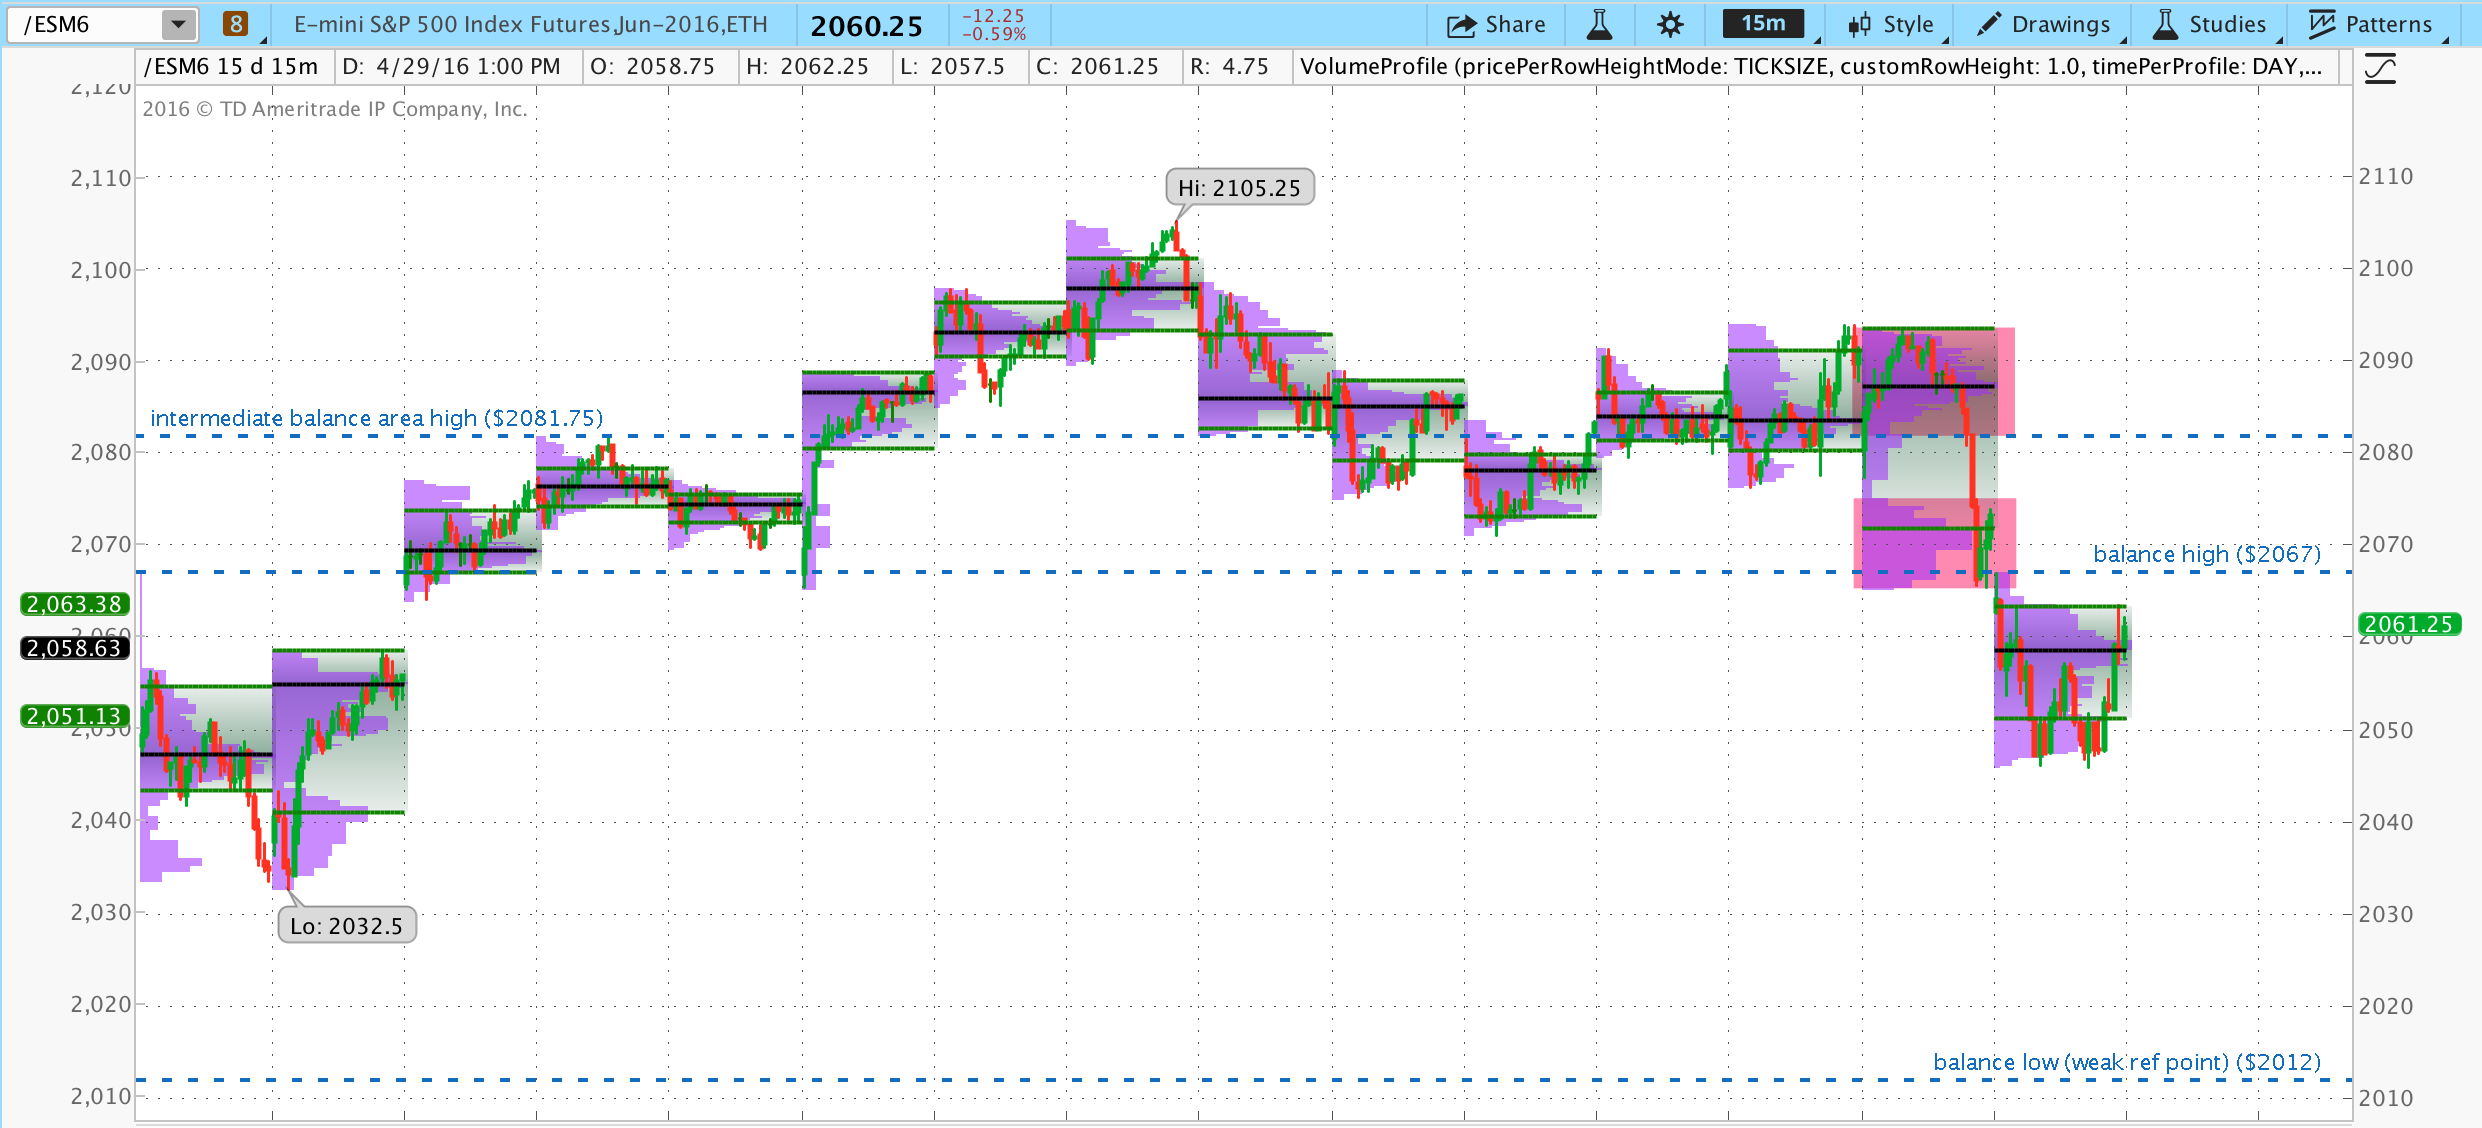 /ESM6 8 E-mini S&P 500 Index Futures,Jun-2016,ETH 2060.25 -12.25 -0.59% Share 15m Style Drawings Studies Patterns
/ESM6 15 d 15m D: 4/29/16 1:00 PM O: 2058.75 H: 2062.25 L: 2057.5 C: 2061.25 R: 4.75 VolumeProfile (pricePerRowHeightMode: TICKSIZE, customRowHeight: 1.0, timePerProfile: DAY,...
2,120
2016 © TD Ameritrade IP Company, Inc.
2,110 Hi: 2105.25 2110
2,100 2100
2,090 2090
intermediate balance area high ($2081.75)
2,080 2080
2,070 2070
balance high ($2067)
2,063.38
2061.25
2,060 2060
2,058.63
2,051.13
2,050 2050
2,040 2040
2,030 2030
Lo: 2032.5
2,020 2020
balance low (weak ref point) ($2012)
2,010 2010